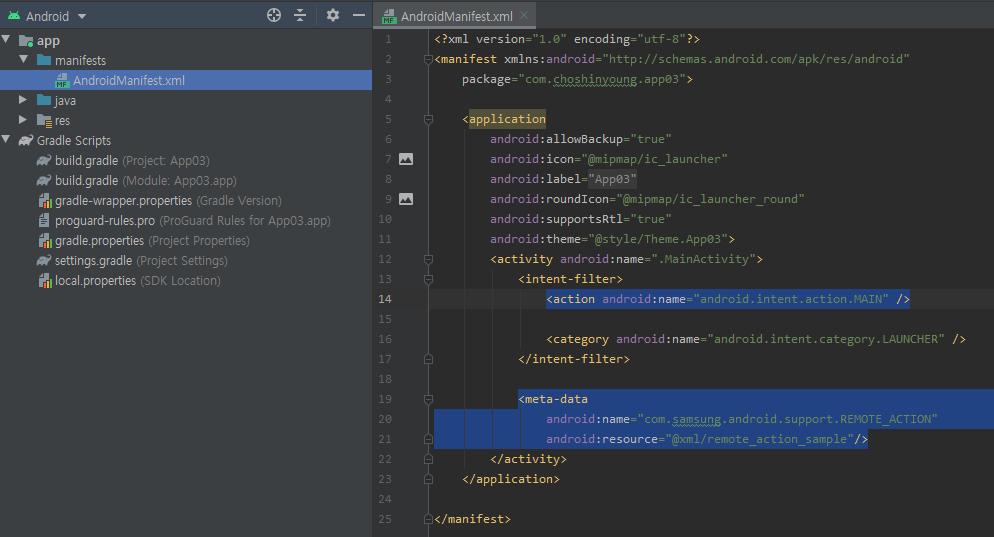 Android
app
manifests
AndroidManifest.xml
java
res
Gradle Scripts
build.gradle (Project: App03)
build.gradle (Module: App03.app)
gradle-wrapper.properties (Gradle Version)
proguard-rules.pro (ProGuard Rules for App03.app)
gradle.properties (Project Properties)
settings.gradle (Project Settings)
local.properties (SDK Location)
AndroidManifest.xml
1 <?xml version="1.0" encoding="utf-8"?>
2 <manifest xmlns:android="http://schemas.android.com/apk/res/android"
3 package="com.choshinyoung.app03">
4
5 <application
6 android:allowBackup="true"
7 android:icon="@mipmap/ic_launcher"
8 android:label="App03"
9 android:roundIcon="@mipmap/ic_launcher_round"
10 android:supportsRtl="true"
11 android:theme="@style/Theme.App03">
12 <activity android:name=".MainActivity">
13 <intent-filter>
14 <action android:name="android.intent.action.MAIN" />
15
16 <category android:name="android.intent.category.LAUNCHER" />
17 </intent-filter>
18
19 <meta-data
20 android:name="com.samsung.android.support.REMOTE_ACTION"
21 android:resource="@xml/remote_action_sample"/>
22 </activity>
23 </application>
24
25 </manifest>